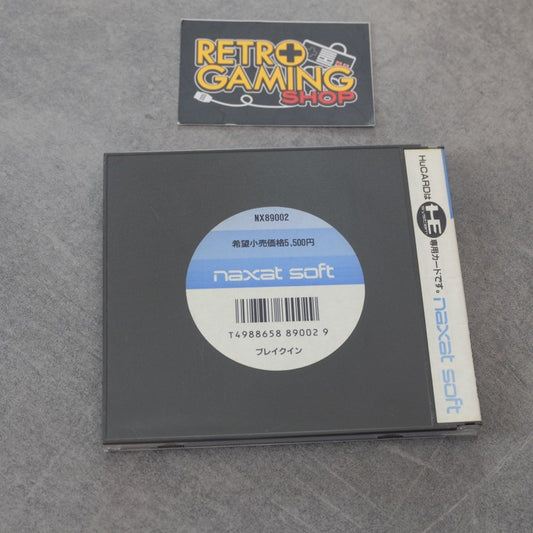 RETRO
GAMING
SHOP
NX89002
希望小売価格5,500円
naxat soft
T4988658 89002 9
ブレイクイン
HuCARDは
HE
専用カードです。
naxat soft